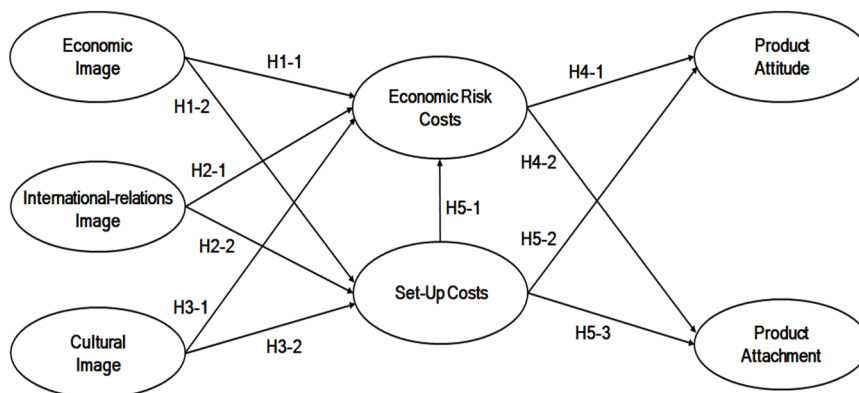 Economic
Image
H1-1
H1-2
Economic Risk
Costs
H4-1
Product
Attitude
H4-2
International-relations
Image
H2-1
H2-2
H5-1
H5-2
Set-Up Costs
H3-1
H3-2
Cultural
Image
H5-3
Product
Attachment